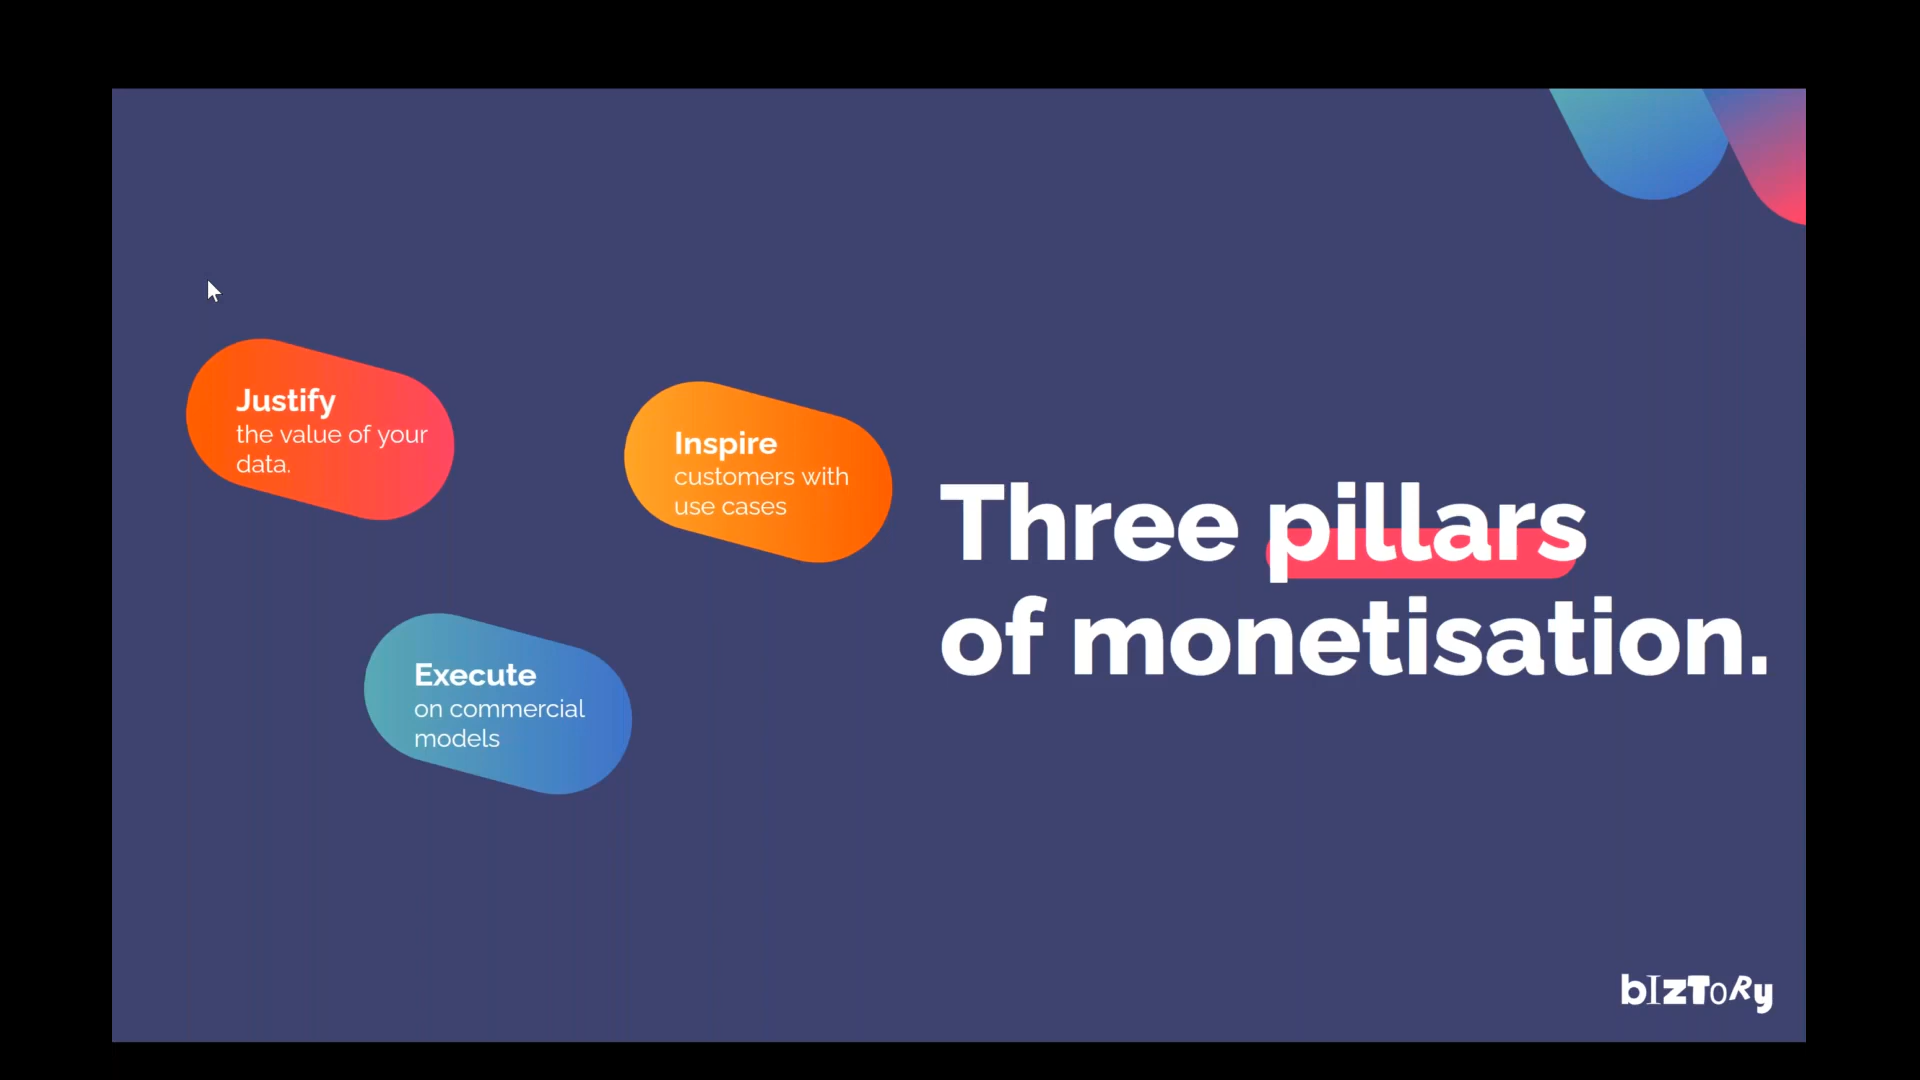 Justify
the value of your
data.
Inspire
customers with
use cases
Execute
on commercial
models
Three pillars
of monetisation.
bIzToRy